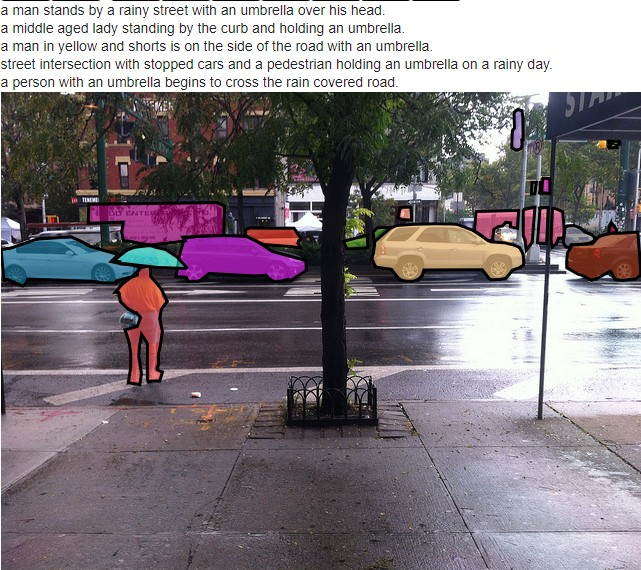 a man stands by a rainy street with an umbrella over his head.
a middle aged lady standing by the curb and holding an umbrella.
a man in yellow and shorts is on the side of the road with an umbrella.
street intersection with stopped cars and a pedestrian holding an umbrella on a rainy day.
a person with an umbrella begins to cross the rain covered road.